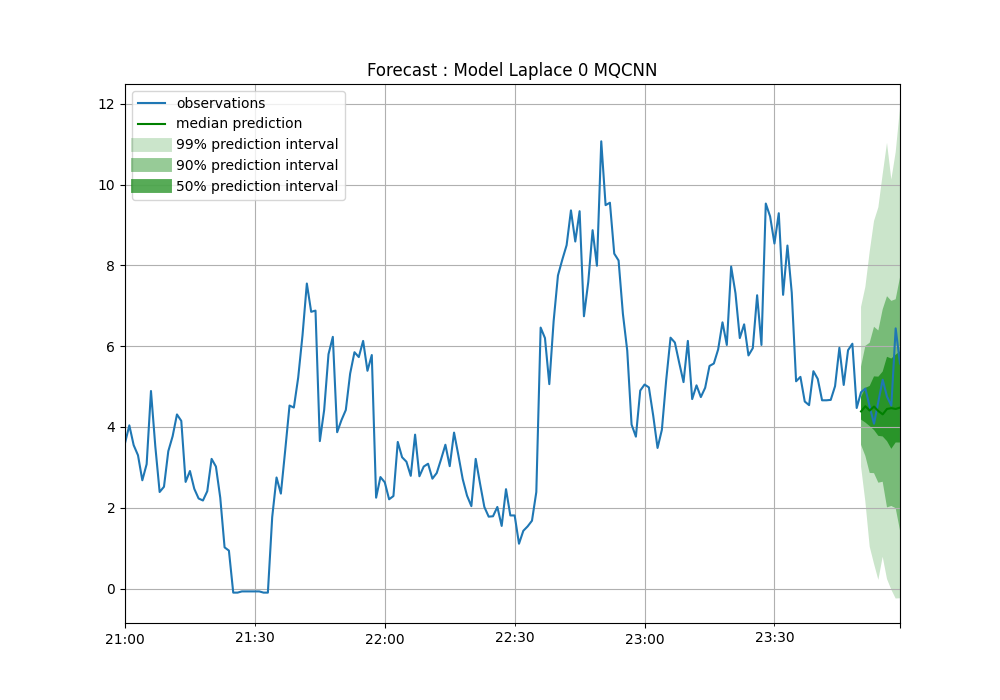 Forecast : Model Laplace 0 MQCNN
observations
median prediction
99% prediction interval
90% prediction interval
50% prediction interval
12
10
8
6
4
2
0
21:00
21:30
22:00
22:30
23:00
23:30